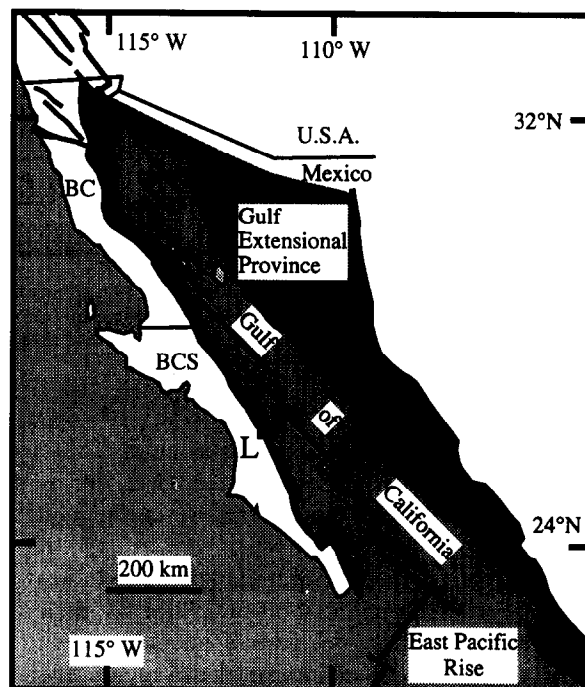 115° W
110° W
32°N
U.S.A.
Mexico
BC
Gulf
Extensional
Province
Gulf
BCS
of
L
California
24°N
200 km
115° W
East Pacific
Rise